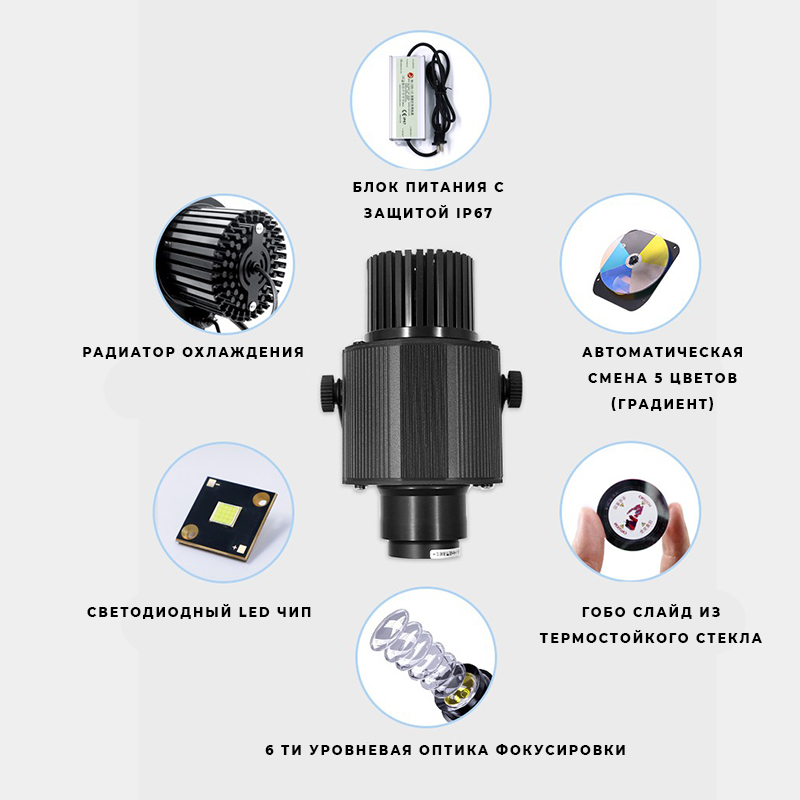 БЛОК ПИТАНИЯ С
ЗАЩИТОЙ IP67
РАДИАТОР ОХЛАЖДЕНИЯ
АВТОМАТИЧЕСКАЯ
СМЕНА 5 ЦВЕТОВ
(ГРАДИЕНТ)
СВЕТОДИОДНЫЙ LED ЧИП
ГОБО СЛАЙД ИЗ
ТЕРМОСТОЙКОГО СТЕКЛА
6 ТИ УРОВНЕВАЯ ОПТИКА ФОКУСИРОВКИ